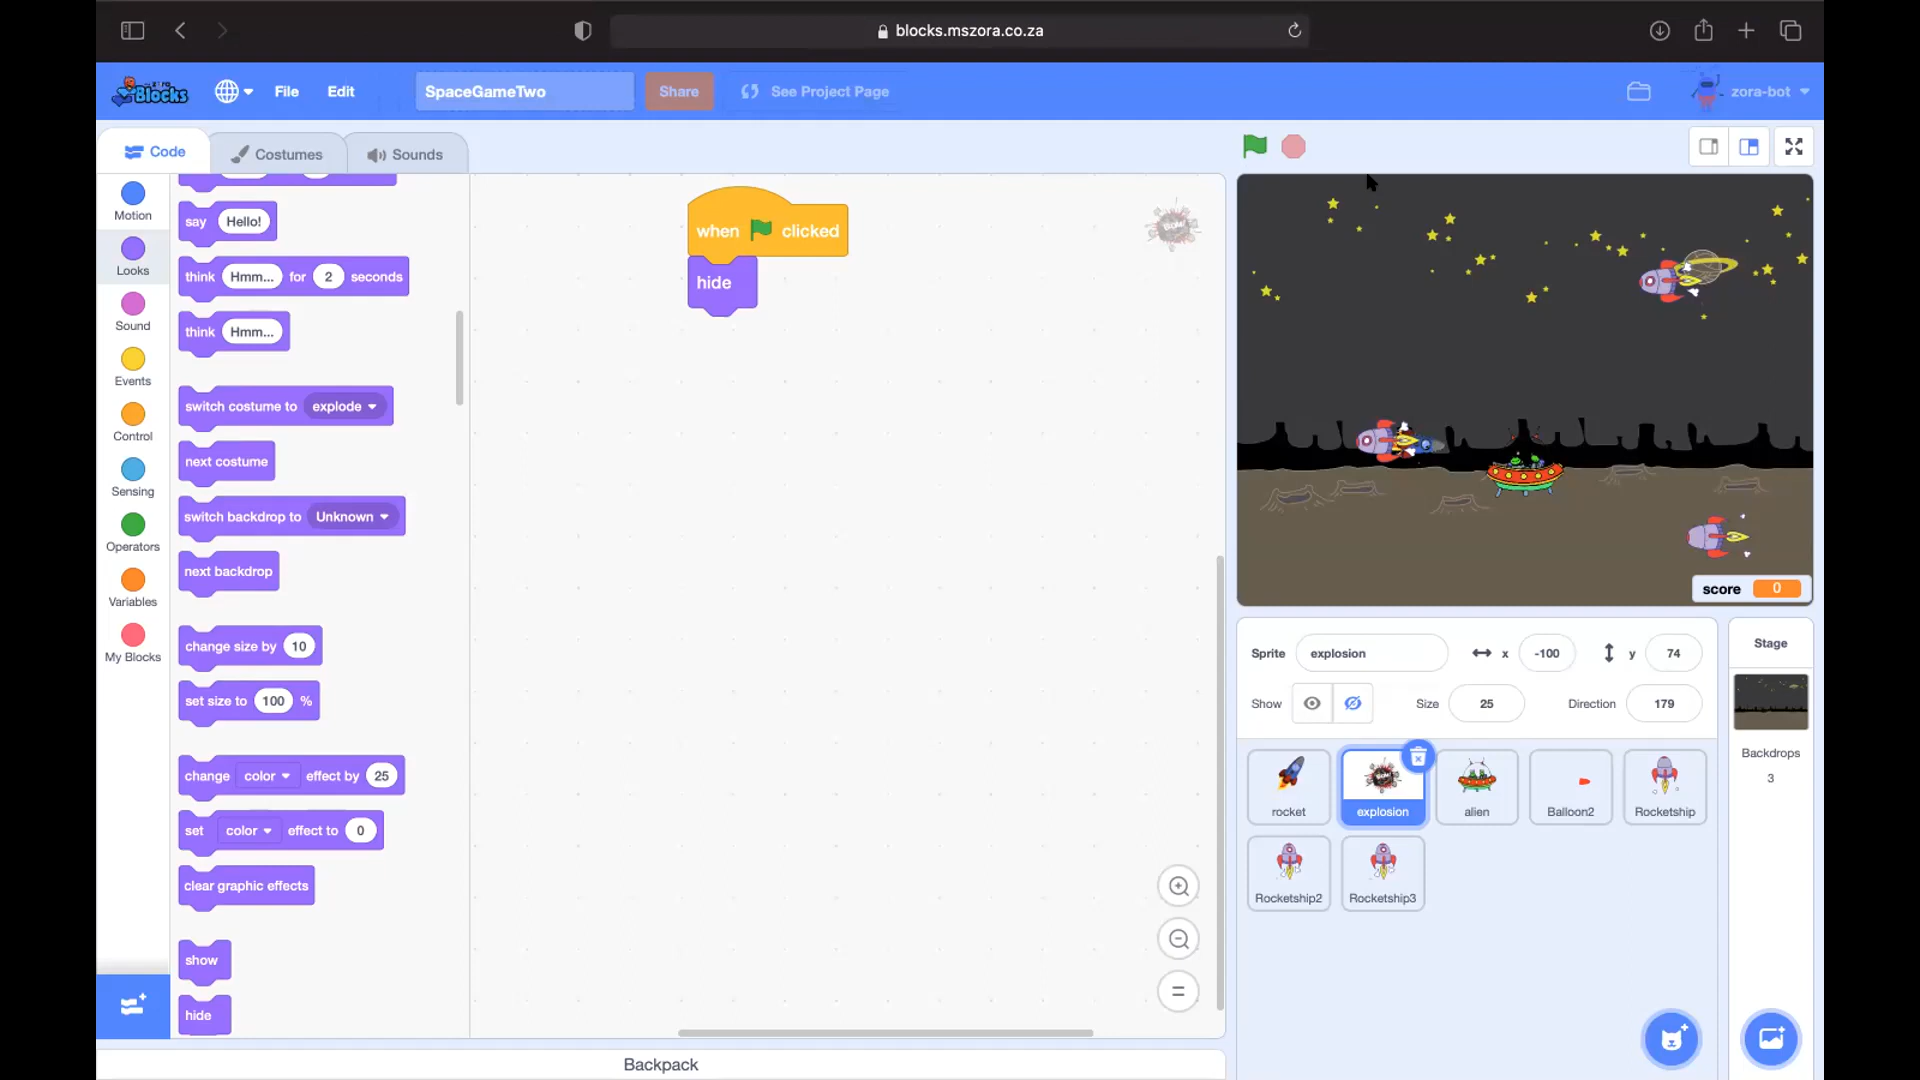 blocks.mszora.co.za
Blocks
File
Edit
SpaceGameTwo
Share
See Project Page
zora-bot
Code
Costumes
Sounds
Motion
Looks
Sound
Events
Control
Sensing
Operators
Variables
My Blocks
say Hello!
think Hmm... for 2 seconds
think Hmm...
switch costume to explode
next costume
switch backdrop to Unknown
next backdrop
change size by 10
set size to 100 %
change color effect by 25
set color effect to 0
clear graphic effects
show
hide
when clicked
hide
score 0
Sprite explosion x -100 y 74
Show Size 25 Direction 179
rocket
explosion
alien
Balloon2
Rocketship
Rocketship2
Rocketship3
Stage
Backdrops
3
Backpack